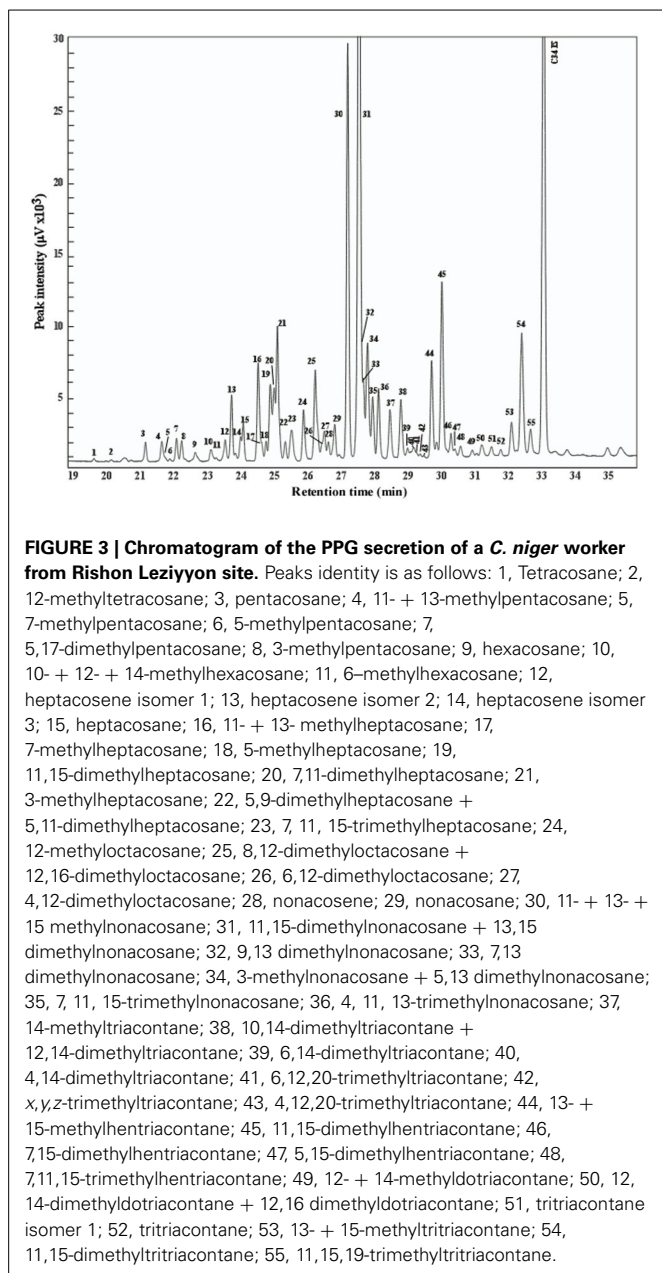 30
25
20
15
10
5
Peak intensity (µV x10³)
1
2
3
4
5
6
7
8
9
10
11
12
13
14
15
16
17
18
19
20
21
22
23
24
25
26
27
28
29
30
31
32
33
34
35
36
37
38
39
40
41
42
43
44
45
46
47
48
49
50
51
52
53
54
55
C34 IS
19 20 21 22 23 24 25 26 27 28 29 30 31 32 33 34 35
Retention time (min)
FIGURE 3 | Chromatogram of the PPG secretion of a C. niger worker
from Rishon Leziyyon site. Peaks identity is as follows: 1, Tetracosane; 2,
12-methyltetracosane; 3, pentacosane; 4, 11- + 13-methylpentacosane; 5,
7-methylpentacosane; 6, 5-methylpentacosane; 7,
5,17-dimethylpentacosane; 8, 3-methylpentacosane; 9, hexacosane; 10,
10- + 12- + 14-methylhexacosane; 11, 6–methylhexacosane; 12,
heptacosene isomer 1; 13, heptacosene isomer 2; 14, heptacosene isomer
3; 15, heptacosane; 16, 11- + 13- methylheptacosane; 17,
7-methylheptacosane; 18, 5-methylheptacosane; 19,
11,15-dimethylheptacosane; 20, 7,11-dimethylheptacosane; 21,
3-methylheptacosane; 22, 5,9-dimethylheptacosane +
5,11-dimethylheptacosane; 23, 7, 11, 15-trimethylheptacosane; 24,
12-methyloctacosane; 25, 8,12-dimethyloctacosane +
12,16-dimethyloctacosane; 26, 6,12-dimethyloctacosane; 27,
4,12-dimethyloctacosane; 28, nonacosene; 29, nonacosane; 30, 11- + 13- +
15 methylnonacosane; 31, 11,15-dimethylnonacosane + 13,15
dimethylnonacosane; 32, 9,13 dimethylnonacosane; 33, 7,13
dimethylnonacosane; 34, 3-methylnonacosane + 5,13 dimethylnonacosane;
35, 7, 11, 15-trimethylnonacosane; 36, 4, 11, 13-trimethylnonacosane; 37,
14-methyltriacontane; 38, 10,14-dimethyltriacontane +
12,14-dimethyltriacontane; 39, 6,14-dimethyltriacontane; 40,
4,14-dimethyltriacontane; 41, 6,12,20-trimethyltriacontane; 42,
x,y,z-trimethyltriacontane; 43, 4,12,20-trimethyltriacontane; 44, 13- +
15-methylhentriacontane; 45, 11,15-dimethylhentriacontane; 46,
7,15-dimethylhentriacontane; 47, 5,15-dimethylhentriacontane; 48,
7,11,15-trimethylhentriacontane; 49, 12- + 14-methyldotriacontane; 50, 12,
14-dimethyldotriacontane + 12,16 dimethyldotriacontane; 51, tritriacontane
isomer 1; 52, tritriacontane; 53, 13- + 15-methyltritriacontane; 54,
11,15-dimethyltritriacontane; 55, 11,15,19-trimethyltritriacontane.